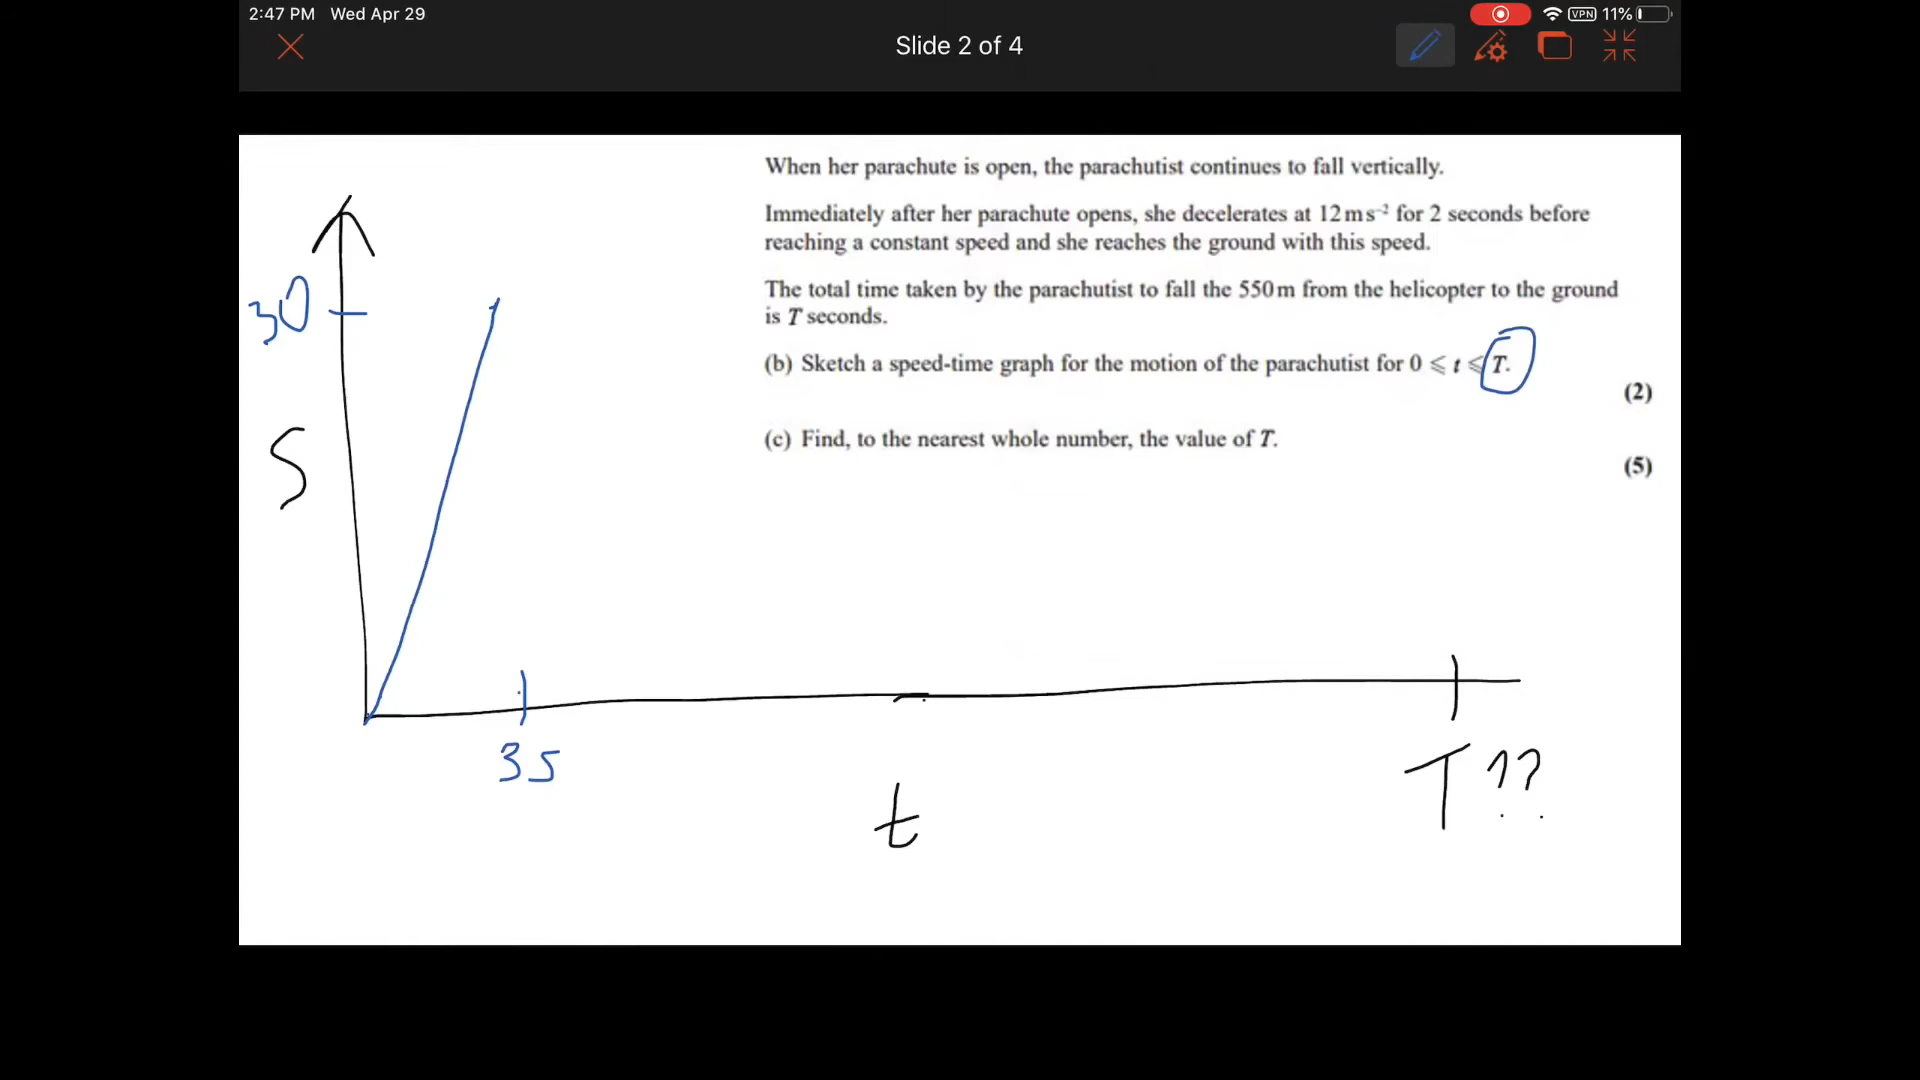 2:47 PM Wed Apr 29
VPN 11%
Slide 2 of 4
When her parachute is open, the parachutist continues to fall vertically.
Immediately after her parachute opens, she decelerates at 12 m s⁻² for 2 seconds before
reaching a constant speed and she reaches the ground with this speed.
The total time taken by the parachutist to fall the 550 m from the helicopter to the ground
is T seconds.
(b) Sketch a speed-time graph for the motion of the parachutist for 0 ⩽ t ⩽ T.
(2)
(c) Find, to the nearest whole number, the value of T.
(5)
30
S
35
t
T ??